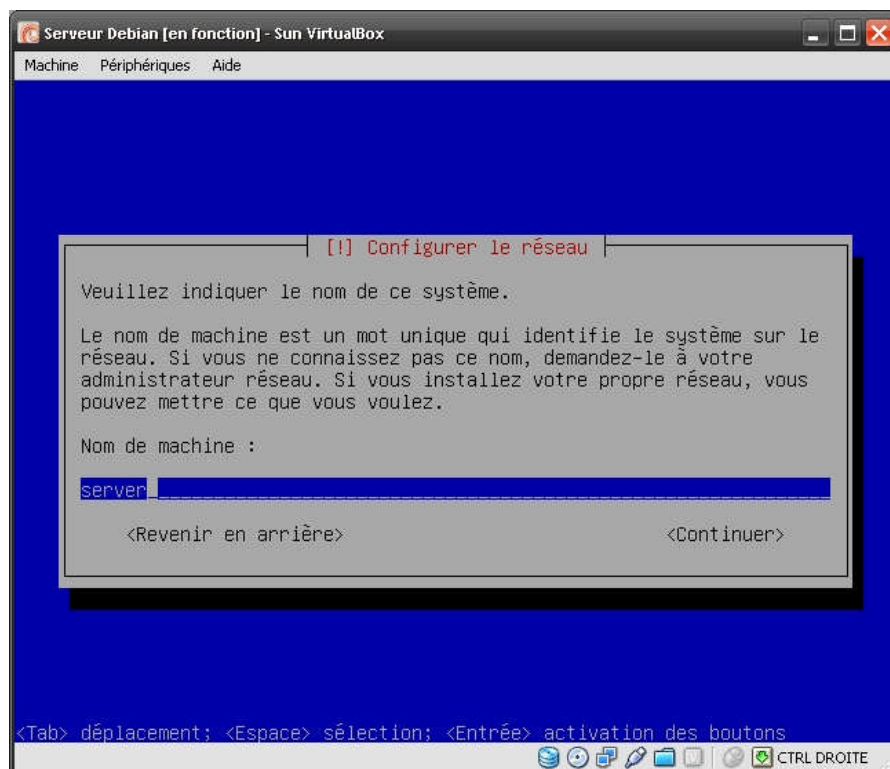 Serveur Debian [en fonction] - Sun VirtualBox
Machine Périphériques Aide
[!] Configurer le réseau
Veuillez indiquer le nom de ce système.
Le nom de machine est un mot unique qui identifie le système sur le
réseau. Si vous ne connaissez pas ce nom, demandez-le à votre
administrateur réseau. Si vous installez votre propre réseau, vous
pouvez mettre ce que vous voulez.
Nom de machine :
server
<Revenir en arrière> <Continuer>
<Tab> déplacement; <Espace> sélection; <Entrée> activation des boutons
CTRL DROITE